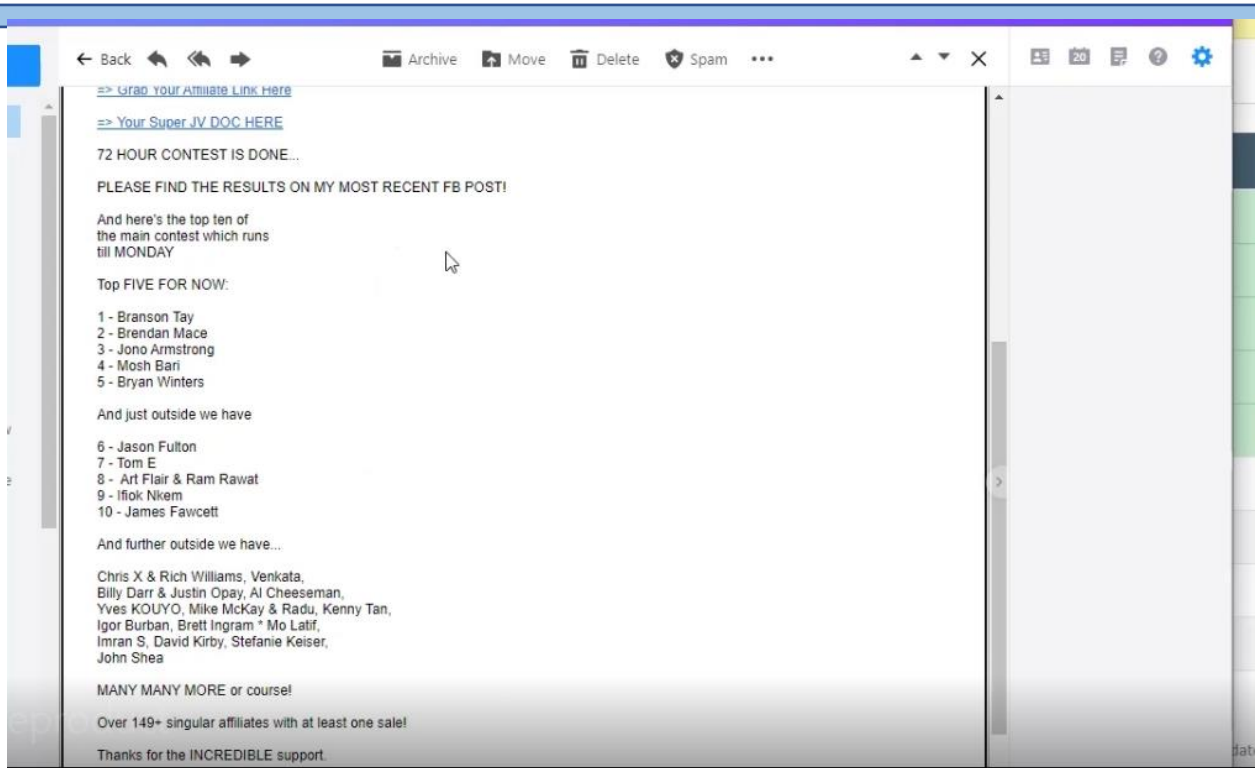 Back
Archive
Move
Delete
Spam
20
=> Grab Your Affiliate Link Here
=> Your Super JV DOC HERE
72 HOUR CONTEST IS DONE...
PLEASE FIND THE RESULTS ON MY MOST RECENT FB POST!
And here's the top ten of
the main contest which runs
till MONDAY
Top FIVE FOR NOW:
1 - Branson Tay
2 - Brendan Mace
3 - Jono Armstrong
4 - Mosh Bari
5 - Bryan Winters
And just outside we have
6 - Jason Fulton
7 - Tom E
8 - Art Flair & Ram Rawat
9 - Ifiok Nkem
10 - James Fawcett
And further outside we have...
Chris X & Rich Williams, Venkata,
Billy Darr & Justin Opay, Al Cheeseman,
Yves KOUYO, Mike McKay & Radu, Kenny Tan,
Igor Burban, Brett Ingram * Mo Latif,
Imran S, David Kirby, Stefanie Keiser,
John Shea
MANY MANY MORE or course!
Over 149+ singular affiliates with at least one sale!
Thanks for the INCREDIBLE support.